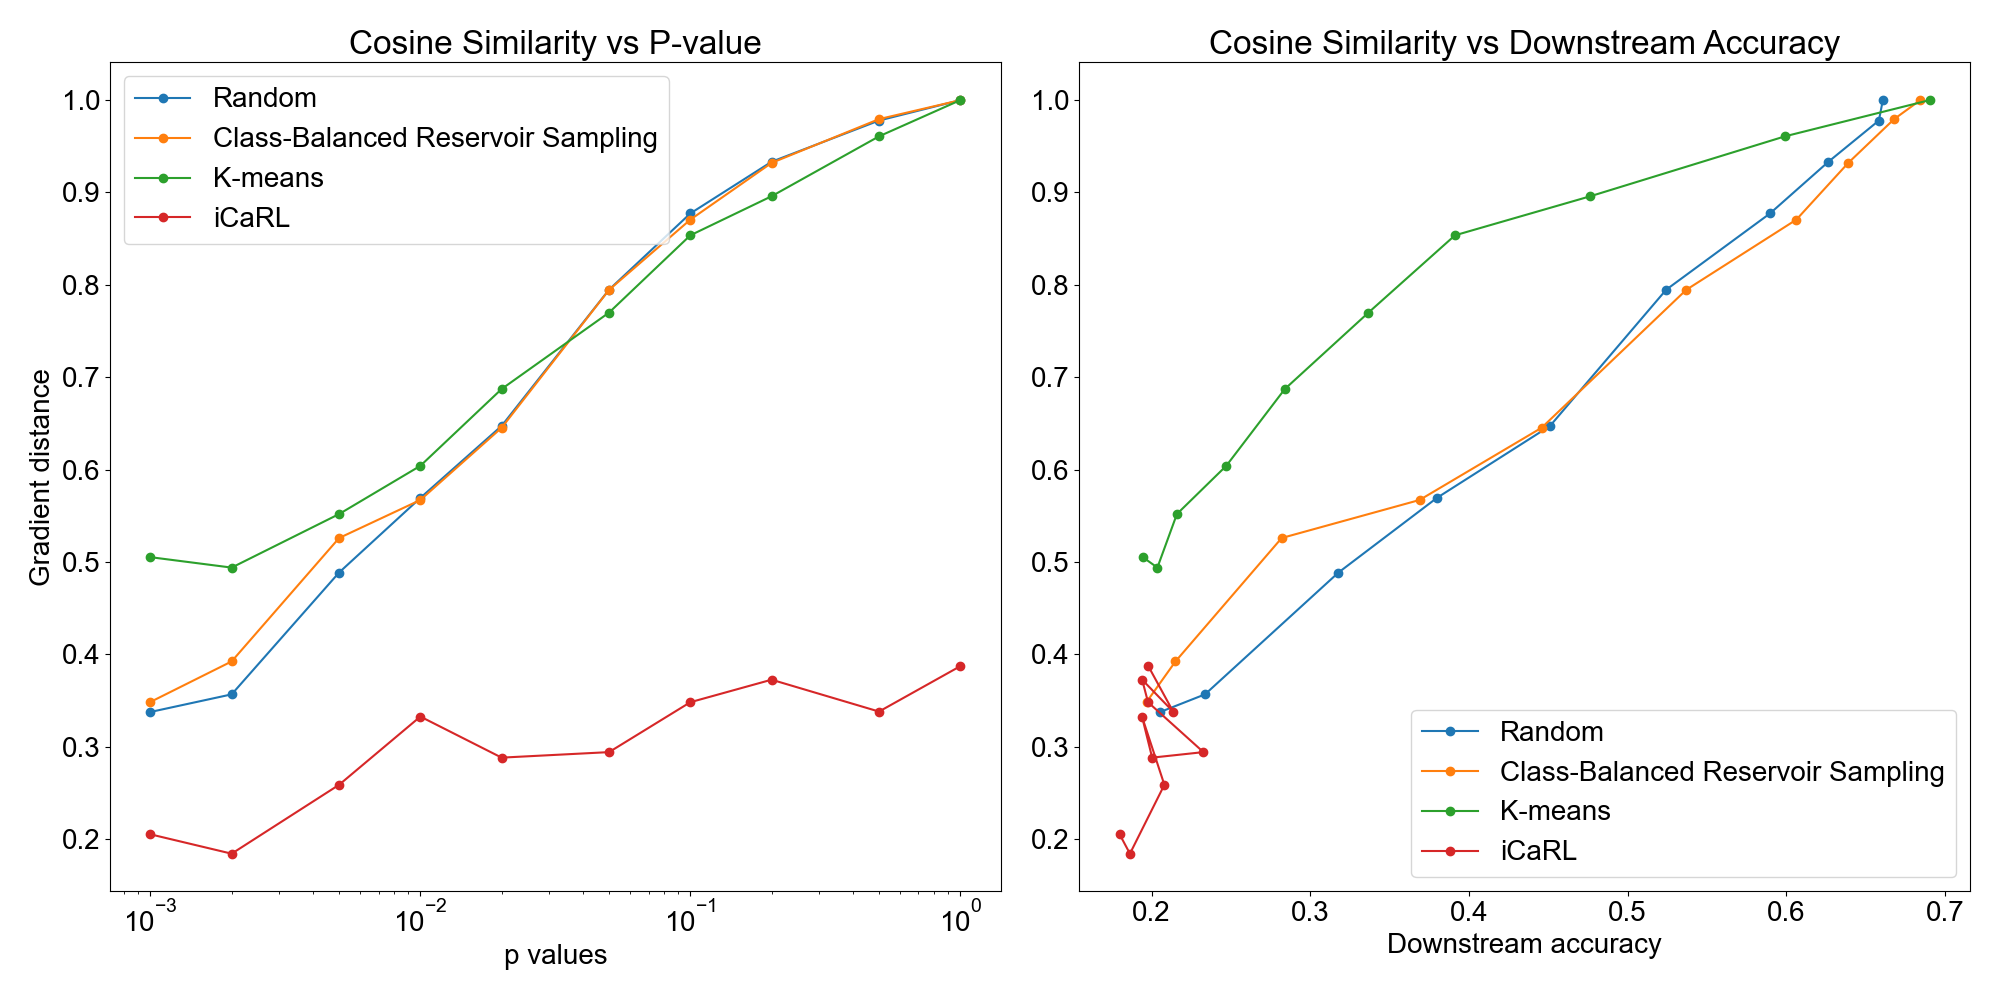 Cosine Similarity vs P-value
Random
Class-Balanced Reservoir Sampling
K-means
iCaRL
1.0
0.9
0.8
0.7
0.6
0.5
0.4
0.3
0.2
Gradient distance
10⁻³ 10⁻² 10⁻¹ 10⁰
p values
Cosine Similarity vs Downstream Accuracy
1.0
0.9
0.8
0.7
0.6
0.5
0.4
0.3
0.2
Random
Class-Balanced Reservoir Sampling
K-means
iCaRL
0.2 0.3 0.4 0.5 0.6 0.7
Downstream accuracy